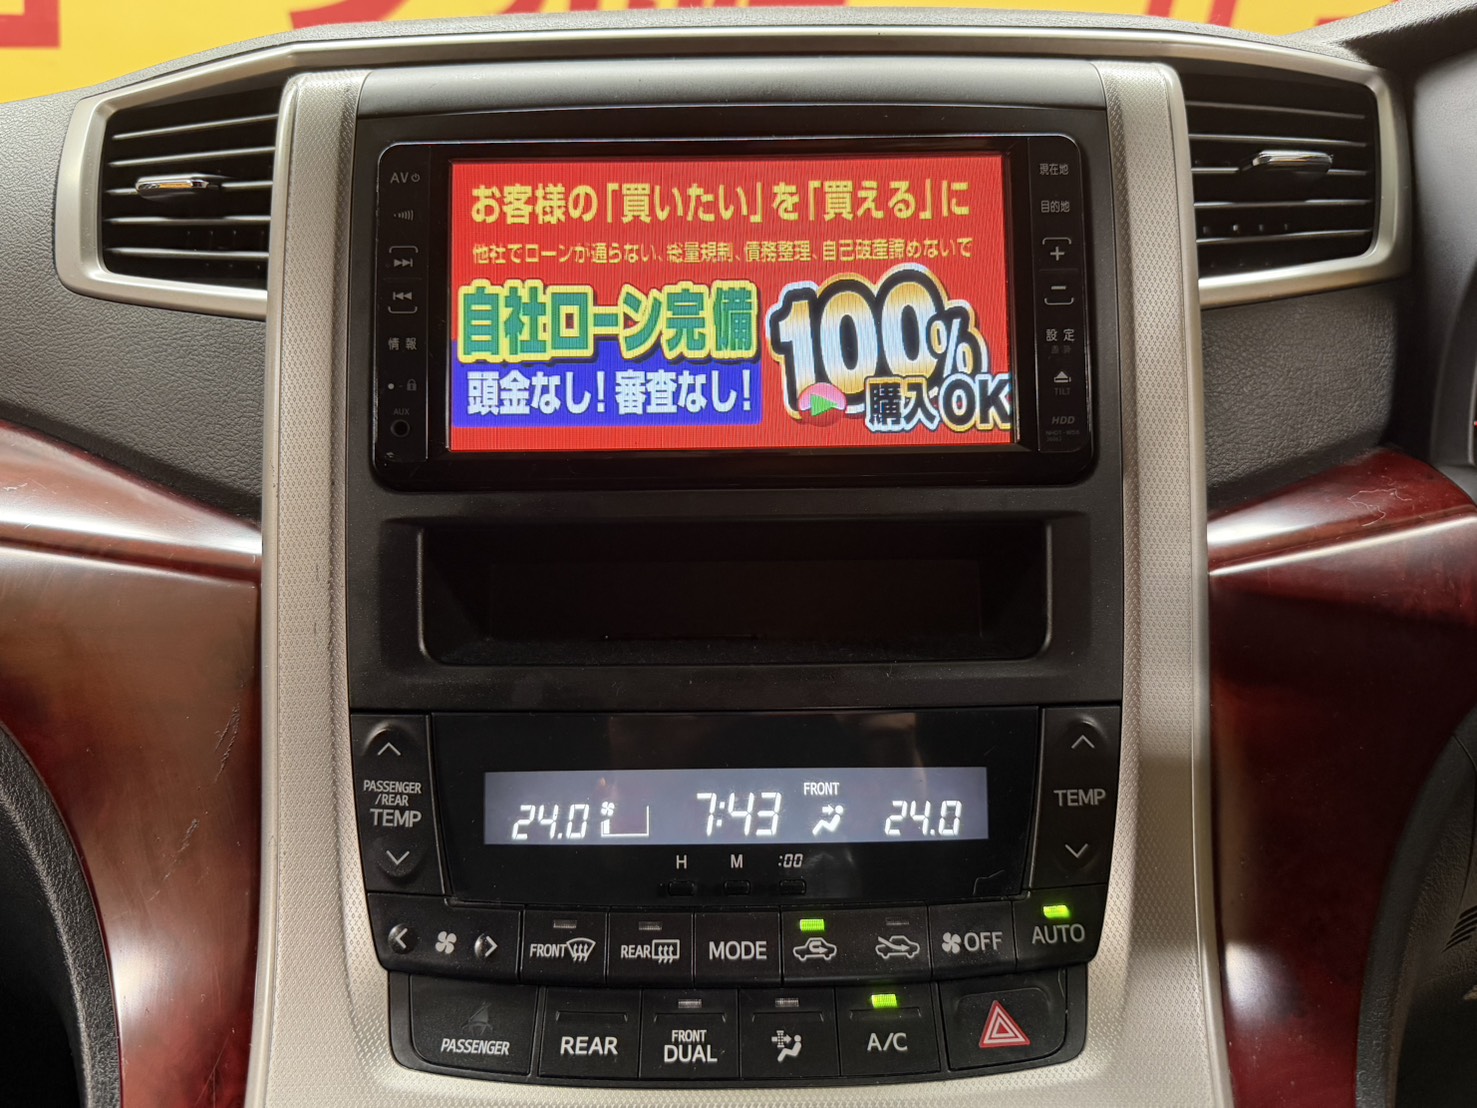 AV
お客様の「買いたい」を「買える」に
現在地
目的地
他社でローンが通らない、総量規制、債務整理、自己破産諦めないで
自社ローン完備
100%
購入OK
頭金なし！審査なし！
+
−
情報
設定
AUX
TILT
HDD
PASSENGER
/REAR
TEMP
24.0
7:43
FRONT
24.0
TEMP
H M :00
FRONT
REAR
MODE
OFF
AUTO
PASSENGER
REAR
FRONT
DUAL
A/C